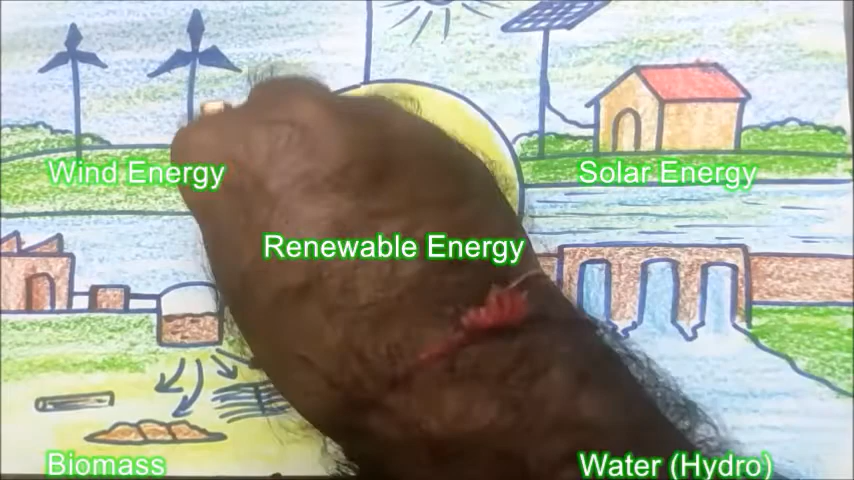 Wind Energy
Solar Energy
Renewable Energy
Biomass
Water (Hydro)